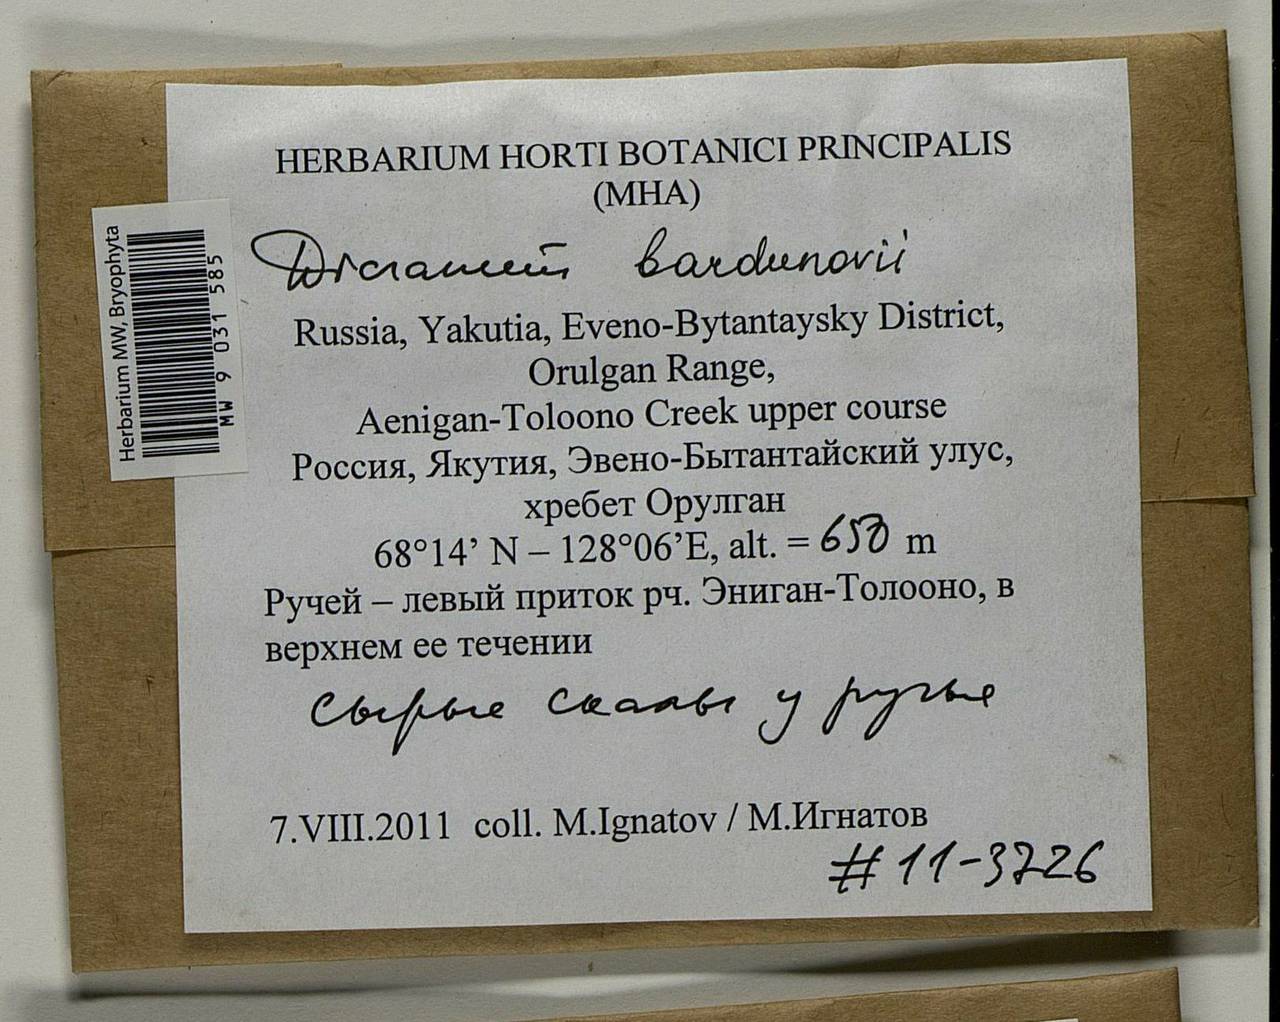 HERBARIUM HORTI BOTANICI PRINCIPALIS
(MHA)
Dicranum bardunovii
Russia, Yakutia, Eveno-Bytantaysky District,
Orulgan Range,
Aenigan-Toloono Creek upper course
Россия, Якутия, Эвено-Бытантайский улус,
хребет Орулган
68°14’ N – 128°06’E, alt. = 650 m
Ручей – левый приток рч. Эниган-Толооно, в
верхнем ее течении
сырые скалы у ручья
7.VIII.2011 coll. M.Ignatov / М.Игнатов
#11-3726
Herbarium MW, Bryophyta
MW 9 031 585